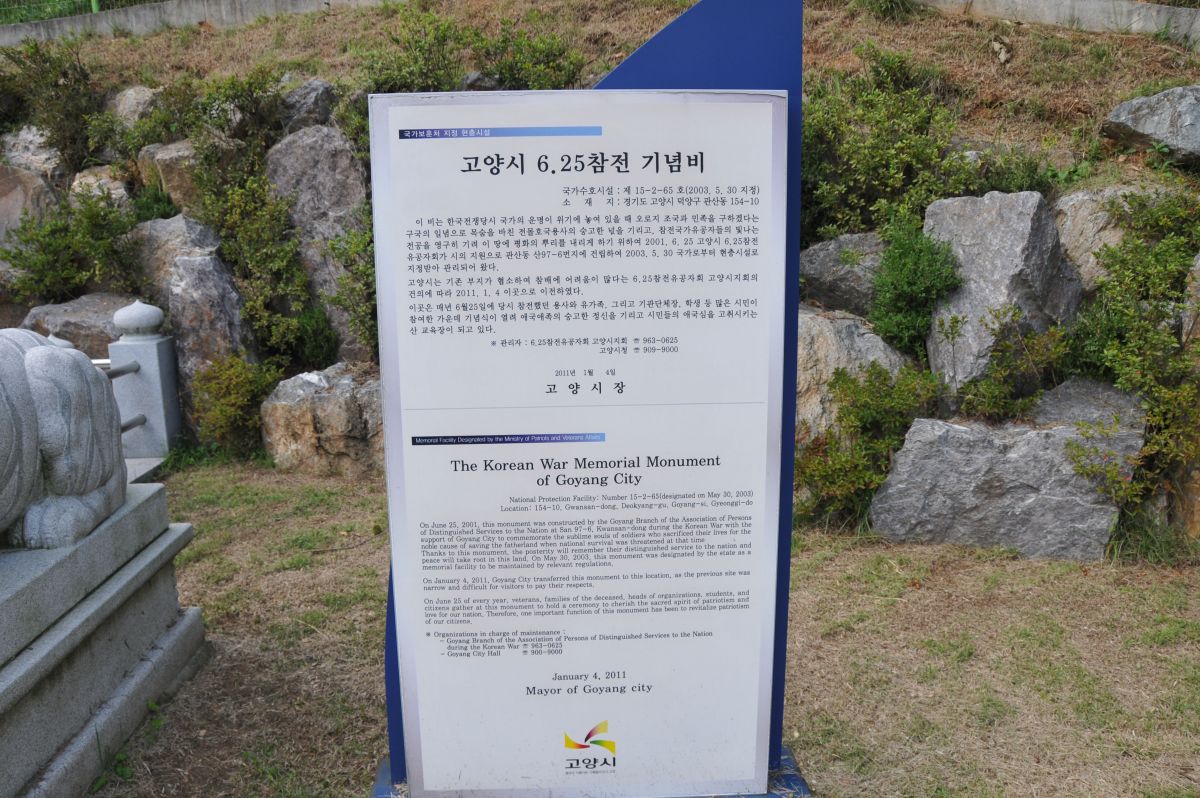 국가보훈처 지정 현충시설
고양시 6.25참전 기념비
국가수호시설 : 제 15-2-65 호(2003. 5. 30 지정)
소 재 지 : 경기도 고양시 덕양구 관산동 154-10
이 비는 한국전쟁당시 국가의 운명이 위기에 놓여 있을 때 오로지 조국과 민족을 구하겠다는
구국의 일념으로 목숨을 바친 전몰호국용사의 숭고한 넋을 기리고, 참전국가유공자들의 빛나는
전공을 영구히 기려 이 땅에 평화의 뿌리를 내리게 하기 위하여 2001. 6. 25 고양시 6.25참전
유공자회가 시의 지원으로 관산동 산97-6번지에 건립하여 2003. 5. 30 국가로부터 현충시설로
지정받아 관리되어 왔다.
고양시는 기존 부지가 협소하여 참배에 어려움이 많다는 6.25참전유공자회 고양시지회의
건의에 따라 2011. 1. 4 이곳으로 이전하였다.
이곳은 매년 6월25일에 당시 참전했던 용사와 유가족, 그리고 기관단체장, 학생 등 많은 시민이
참여한 가운데 기념식이 열려 애국애족의 숭고한 정신을 기리고 시민들의 애국심을 고취시키는
산 교육장이 되고 있다.
※ 관리자 : 6.25참전유공자회 고양시지회 ☏ 963-0625
고양시청 ☏ 909-9000
2011년 1월 4일
고 양 시 장
Memorial Facility Designated by the Ministry of Patriots and Veterans Affairs
The Korean War Memorial Monument
of Goyang City
National Protection Facility: Number 15-2-65(designated on May 30, 2003)
Location: 154-10, Gwansan-dong, Deokyang-gu, Goyang-si, Gyeonggi-do
On June 25, 2001, this monument was constructed by the Goyang Branch of the Association of Persons
of Distinguished Services to the Nation at San 97-6, Kwansan-dong during the Korean War with the
support of Goyang City to commemorate the sublime souls of soldiers who sacrificed their lives for the
noble cause of saving the fatherland when national survival was threatened at that time
Thanks to this monument, the posterity will remember their distinguished service to the nation and
peace will take root in this land. On May 30, 2003, this monument was designated by the state as a
memorial facility to be maintained by relevant regulations.
On January 4, 2011, Goyang City transferred this monument to this location, as the previous site was
narrow and difficult for visitors to pay their respects.
On June 25 of every year, veterans, families of the deceased, heads of organizations, students, and
citizens gather at this monument to hold a ceremony to cherish the sacred spirit of patriotism and
love for our nation. Therefore, one important function of this monument has been to revitalize patriotism
of our citizens.
※ Organizations in charge of maintenance :
- Goyang Branch of the Association of Persons of Distinguished Services to the Nation
during the Korean War ☏ 963-0625
- Goyang City Hall ☏ 900-9000
January 4, 2011
Mayor of Goyang city
고양시